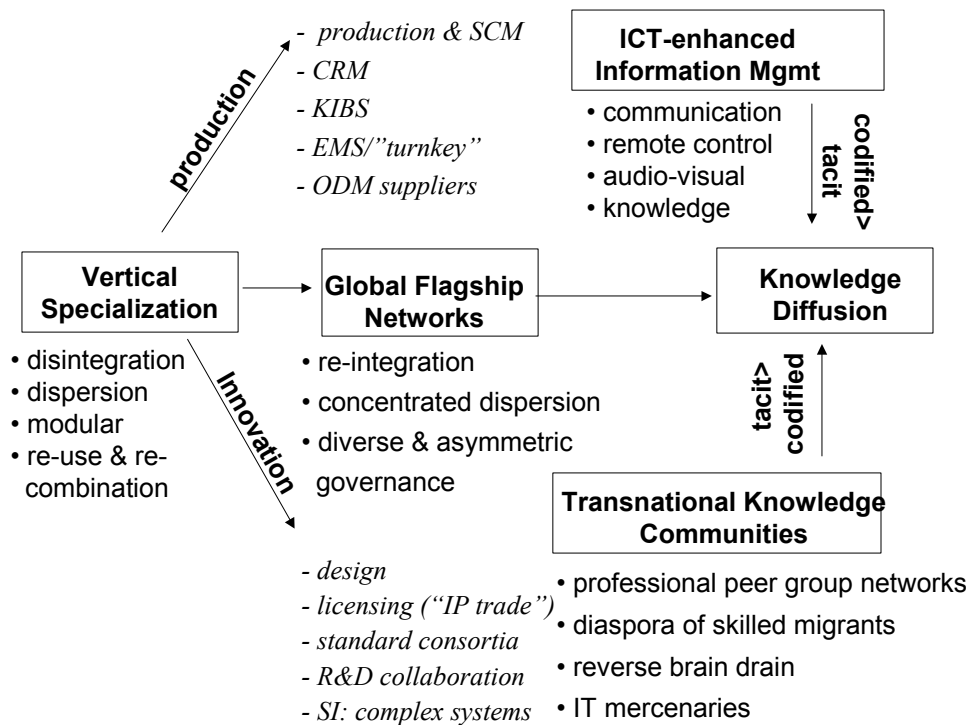 - production & SCM
- CRM
- KIBS
- EMS/”turnkey”
- ODM suppliers
production
ICT-enhanced
Information Mgmt
• communication
• remote control
• audio-visual
• knowledge
codified>
tacit
Vertical
Specialization
• disintegration
• dispersion
• modular
• re-use & re-
combination
Global Flagship
Networks
• re-integration
• concentrated dispersion
• diverse & asymmetric
governance
Knowledge
Diffusion
Innovation
tacit>
codified
- design
- licensing (“IP trade”)
- standard consortia
- R&D collaboration
- SI: complex systems
Transnational Knowledge
Communities
• professional peer group networks
• diaspora of skilled migrants
• reverse brain drain
• IT mercenaries